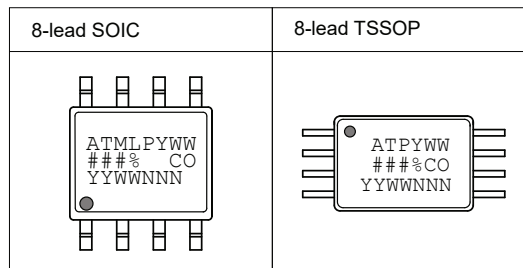 8-lead SOIC
8-lead TSSOP
ATMLPYWW
###% CO
YYWWNNN
ATPYWW
###%CO
YYWWNNN